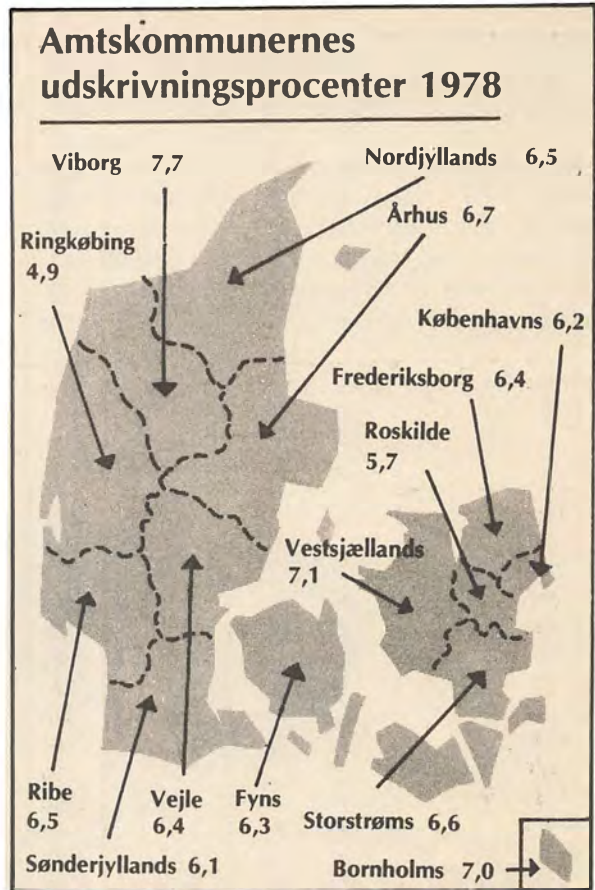 Amtskommunernes
udskrivningsprocenter 1978
Viborg 7,7
Nordjyllands 6,5
Århus 6,7
Ringkøbing
4,9
Københavns 6,2
Frederiksborg 6,4
Roskilde
5,7
Vestsjællands
7,1
Ribe
6,5
Vejle
6,4
Fyns
6,3
Storstrøms 6,6
Sønderjyllands 6,1
Bornholms 7,0